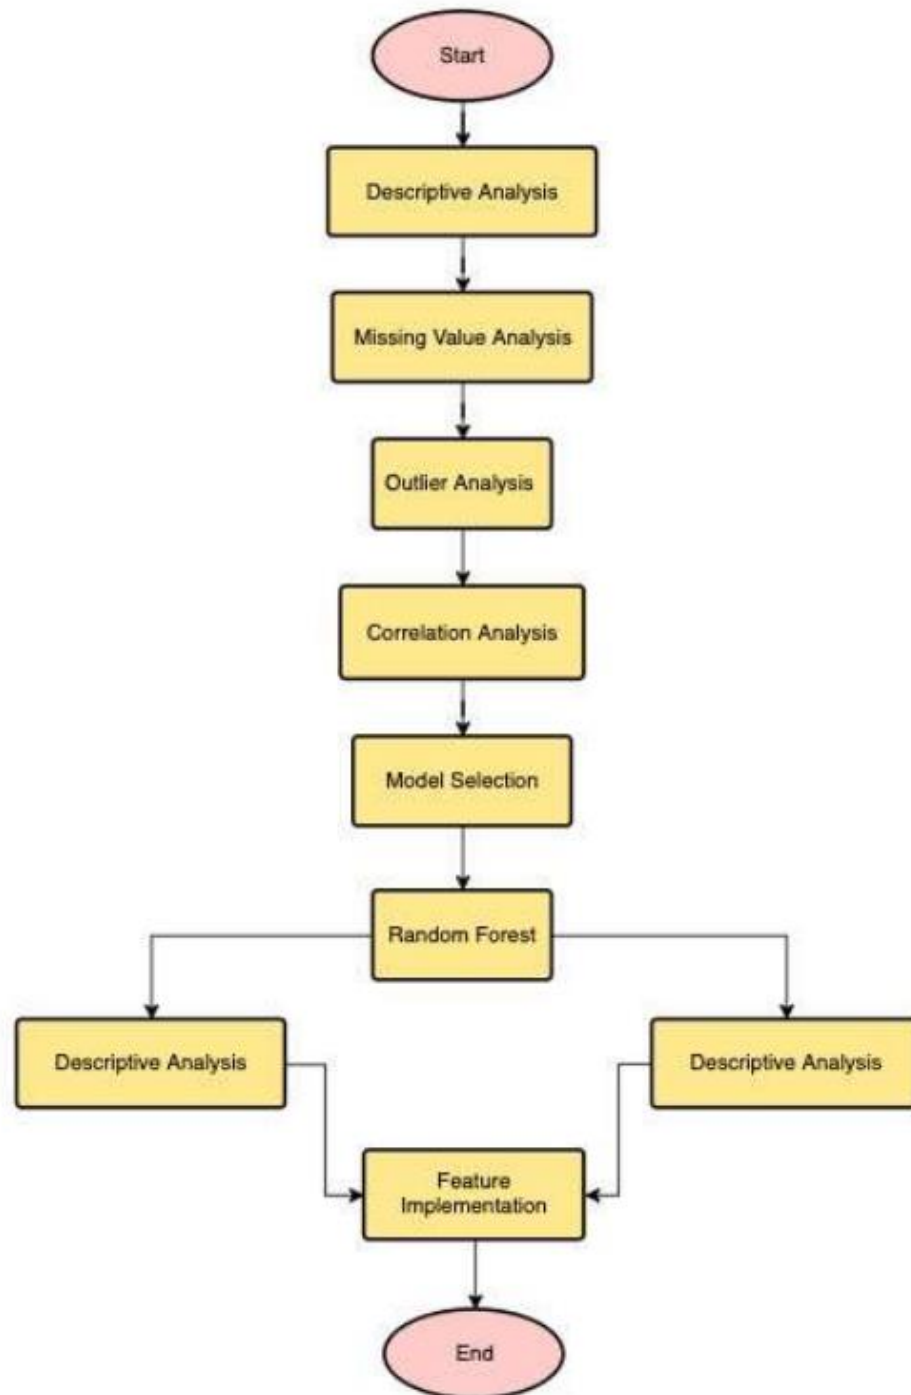 Start
Descriptive Analysis
Missing Value Analysis
Outlier Analysis
Correlation Analysis
Model Selection
Random Forest
Descriptive Analysis
Descriptive Analysis
Feature
Implementation
End